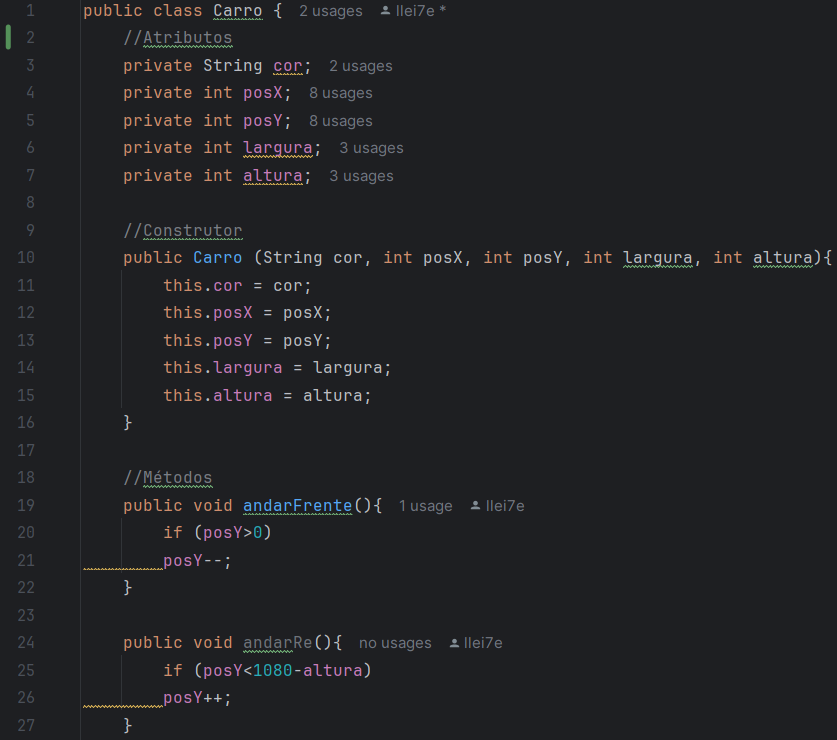 1 public class Carro { 2 usages llei7e *
2 //Atributos
3 private String cor; 2 usages
4 private int posX; 8 usages
5 private int posY; 8 usages
6 private int largura; 3 usages
7 private int altura; 3 usages
8
9 //Construtor
10 public Carro (String cor, int posX, int posY, int largura, int altura){
11 this.cor = cor;
12 this.posX = posX;
13 this.posY = posY;
14 this.largura = largura;
15 this.altura = altura;
16 }
17
18 //Métodos
19 public void andarFrente(){ 1 usage llei7e
20 if (posY>0)
21 posY--;
22 }
23
24 public void andarRe(){ no usages llei7e
25 if (posY<1080-altura)
26 posY++;
27 }